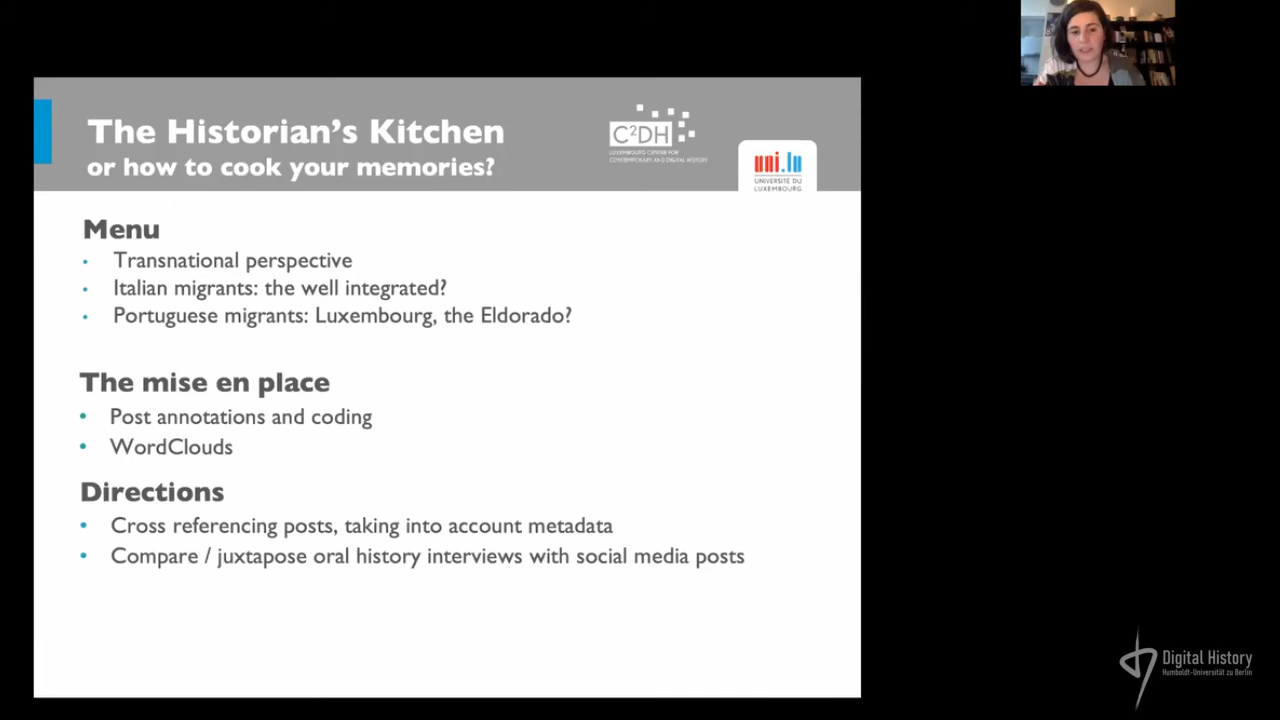 The Historian's Kitchen
or how to cook your memories?
C²DH
LUXEMBOURG CENTRE FOR
CONTEMPORARY AND DIGITAL HISTORY
uni.lu
UNIVERSITÉ DU
LUXEMBOURG
Menu
• Transnational perspective
• Italian migrants: the well integrated?
• Portuguese migrants: Luxembourg, the Eldorado?
The mise en place
• Post annotations and coding
• WordClouds
Directions
• Cross referencing posts, taking into account metadata
• Compare / juxtapose oral history interviews with social media posts
Digital History
Humboldt-Universität zu Berlin